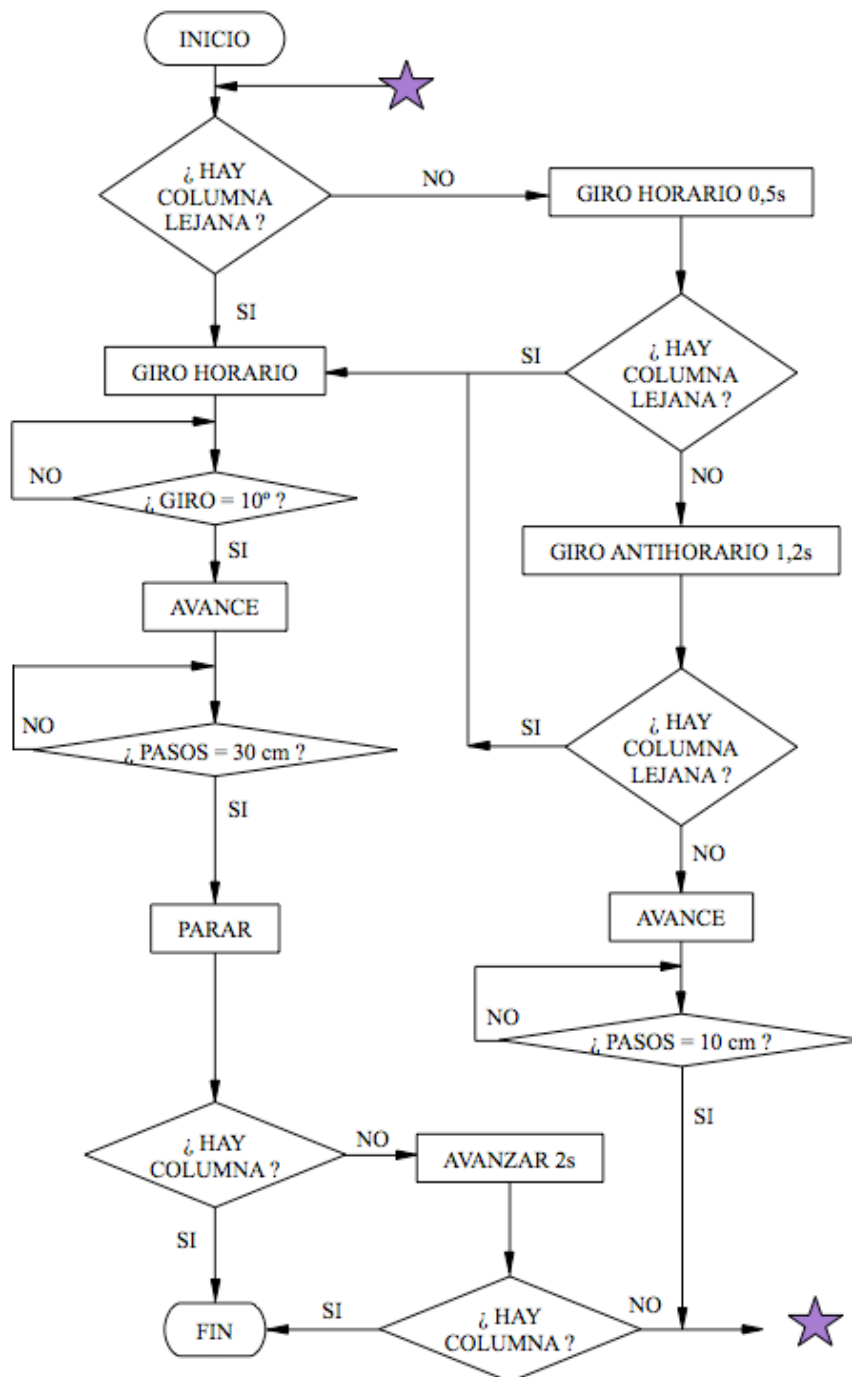 INICIO
¿ HAY
COLUMNA
LEJANA ?
NO
GIRO HORARIO 0,5s
SI
¿ HAY
COLUMNA
LEJANA ?
SI
GIRO HORARIO
NO
NO
¿ GIRO = 10º ?
GIRO ANTIHORARIO 1,2s
SI
AVANCE
¿ HAY
COLUMNA
LEJANA ?
SI
NO
¿ PASOS = 30 cm ?
SI
NO
AVANCE
PARAR
NO
¿ PASOS = 10 cm ?
SI
¿ HAY
COLUMNA ?
NO
AVANZAR 2s
SI
FIN
SI
¿ HAY
COLUMNA ?
NO